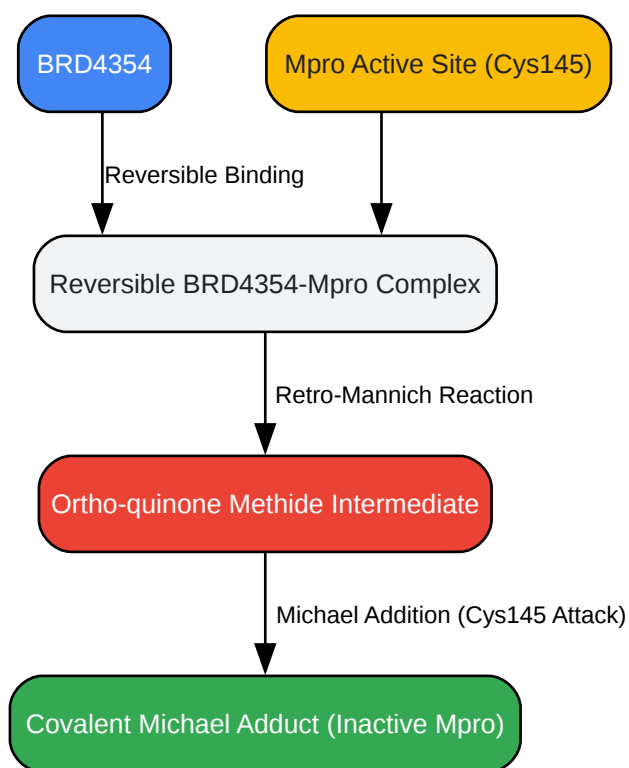 BRD4354
Mpro Active Site (Cys145)
Reversible Binding
Reversible BRD4354-Mpro Complex
Retro-Mannich Reaction
Ortho-quinone Methide Intermediate
Michael Addition (Cys145 Attack)
Covalent Michael Adduct (Inactive Mpro)